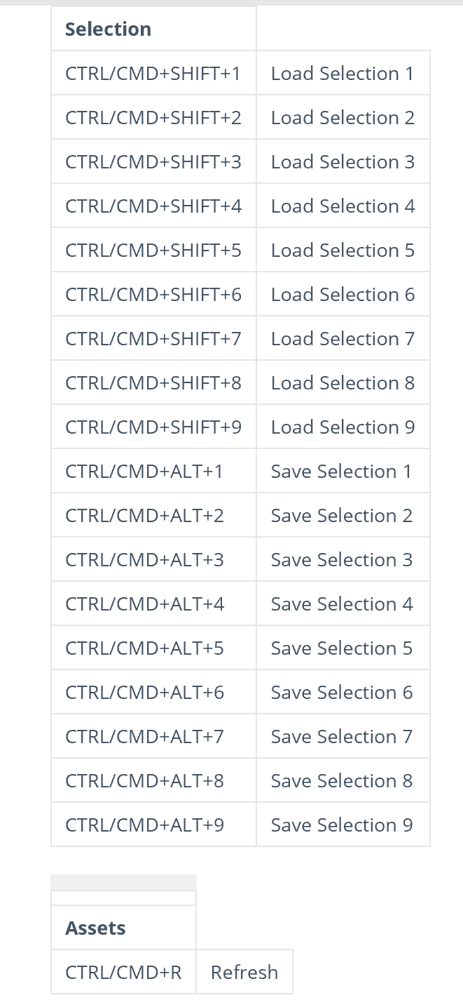 Selection
CTRL/CMD+SHIFT+1 Load Selection 1
CTRL/CMD+SHIFT+2 Load Selection 2
CTRL/CMD+SHIFT+3 Load Selection 3
CTRL/CMD+SHIFT+4 Load Selection 4
CTRL/CMD+SHIFT+5 Load Selection 5
CTRL/CMD+SHIFT+6 Load Selection 6
CTRL/CMD+SHIFT+7 Load Selection 7
CTRL/CMD+SHIFT+8 Load Selection 8
CTRL/CMD+SHIFT+9 Load Selection 9
CTRL/CMD+ALT+1 Save Selection 1
CTRL/CMD+ALT+2 Save Selection 2
CTRL/CMD+ALT+3 Save Selection 3
CTRL/CMD+ALT+4 Save Selection 4
CTRL/CMD+ALT+5 Save Selection 5
CTRL/CMD+ALT+6 Save Selection 6
CTRL/CMD+ALT+7 Save Selection 7
CTRL/CMD+ALT+8 Save Selection 8
CTRL/CMD+ALT+9 Save Selection 9
Assets
CTRL/CMD+R Refresh